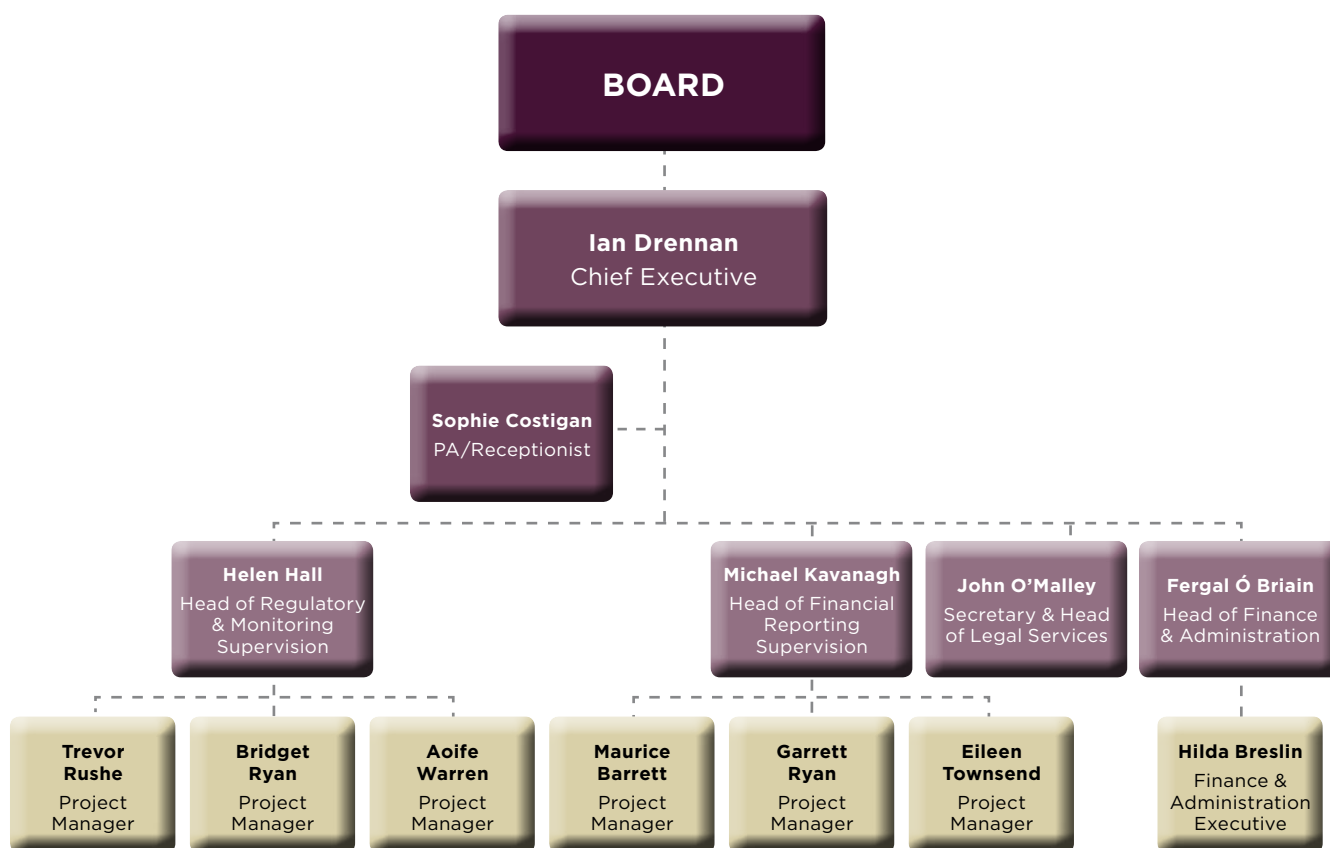 BOARD
Ian Drennan
Chief Executive
Sophie Costigan
PA/Receptionist
Helen Hall
Head of Regulatory
& Monitoring
Supervision
Michael Kavanagh
Head of Financial
Reporting
Supervision
John O’Malley
Secretary & Head
of Legal Services
Fergal Ó Briain
Head of Finance
& Administration
Trevor
Rushe
Project
Manager
Bridget
Ryan
Project
Manager
Aoife
Warren
Project
Manager
Maurice
Barrett
Project
Manager
Garrett
Ryan
Project
Manager
Eileen
Townsend
Project
Manager
Hilda Breslin
Finance &
Administration
Executive